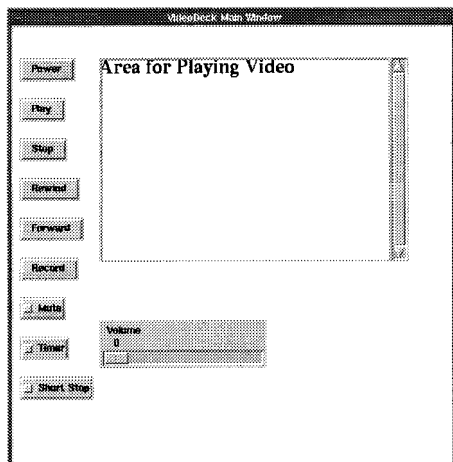 VideoDeck Main Window
Power
Area for Playing Video
Play
Stop
Rewind
Forward
Record
Mute
Volume
0
Timer
Short Stop